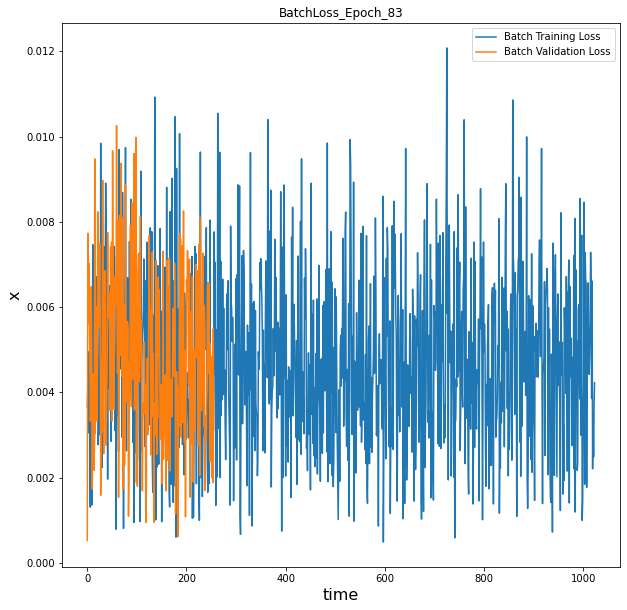 BatchLoss_Epoch_83
Batch Training Loss
Batch Validation Loss
0.012
0.010
0.008
0.006
0.004
0.002
0.000
x
0 200 400 600 800 1000
time